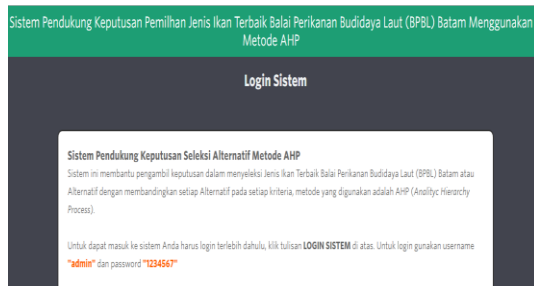 Sistem Pendukung Keputusan Pemilhan Jenis Ikan Terbaik Balai Perikanan Budidaya Laut (BPBL) Batam Menggunakan
Metode AHP
Login Sistem
Sistem Pendukung Keputusan Seleksi Alternatif Metode AHP
Sistem ini membantu pengambil keputusan dalam menyeleksi Jenis Ikan Terbaik Balai Perikanan Budidaya Laut (BPBL) Batam atau
Alternatif dengan membandingkan setiap Alternatif pada setiap kriteria, metode yang digunakan adalah AHP (Analityc Hierarchy
Process).
Untuk dapat masuk ke sistem Anda harus login terlebih dahulu, klik tulisan LOGIN SISTEM di atas. Untuk login gunakan username
"admin" dan password "1234567"